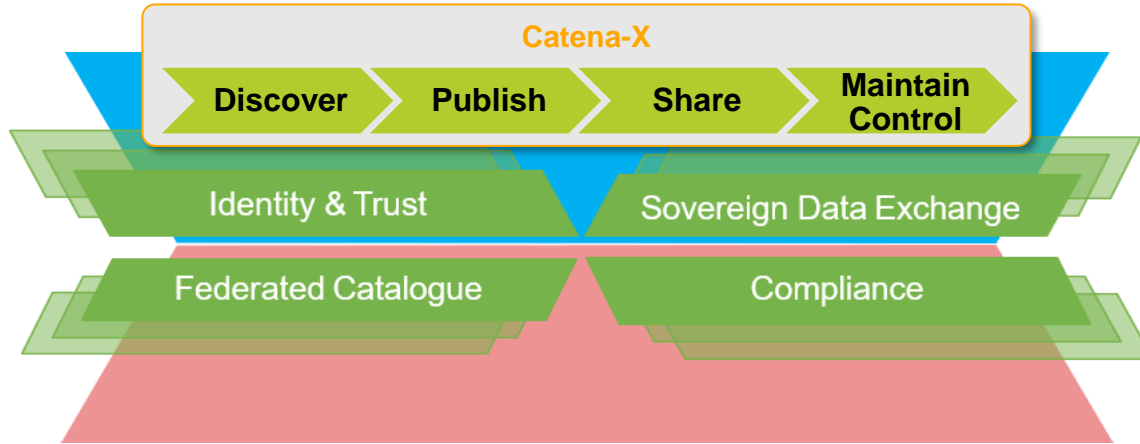 Catena-X
Discover
Publish
Share
Maintain
Control
Identity & Trust
Sovereign Data Exchange
Federated Catalogue
Compliance